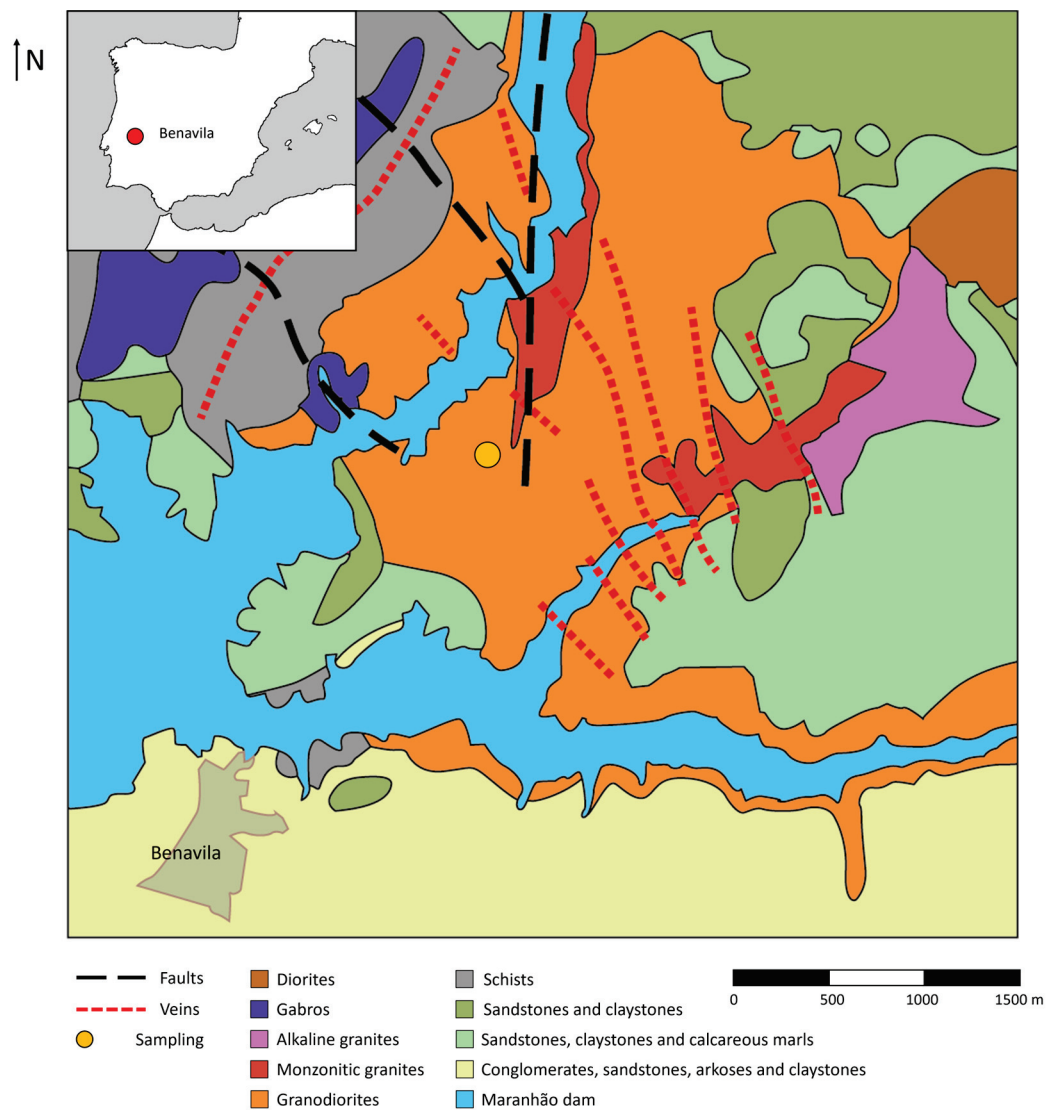 N
Benavila
Benavila
Faults
Veins
Sampling
Diorites
Gabros
Alkaline granites
Monzonitic granites
Granodiorites
Schists
Sandstones and claystones
Sandstones, claystones and calcareous marls
Conglomerates, sandstones, arkoses and claystones
Maranhão dam
0 500 1000 1500 m